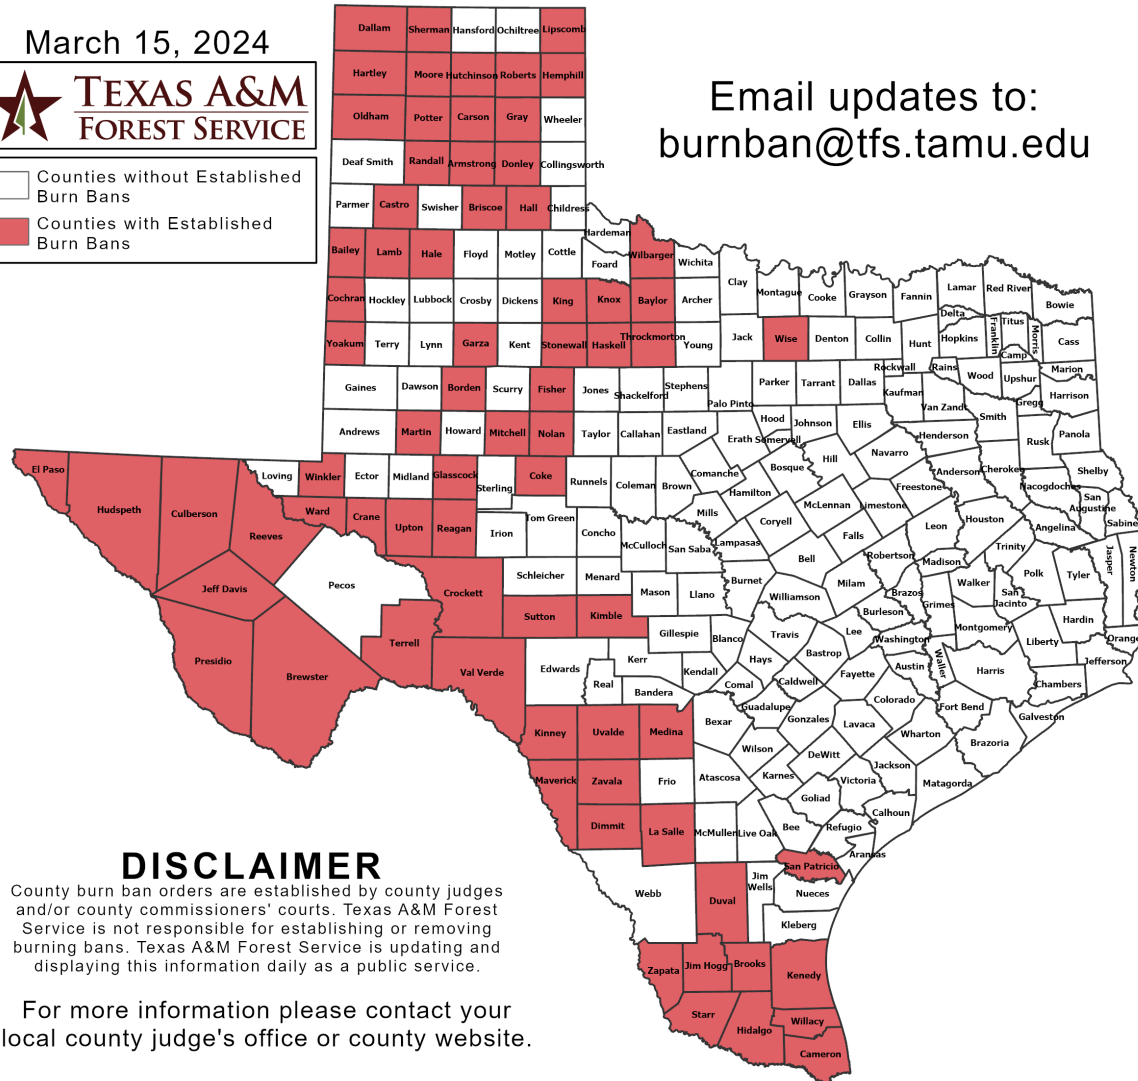 March 15, 2024
TEXAS A&M
FOREST SERVICE
Counties without Established
Burn Bans
Counties with Established
Burn Bans
Email updates to:
burnban@tfs.tamu.edu
Dallam Sherman Hansford Ochiltree Lipscomb
Hartley Moore Hutchinson Roberts Hemphill
Oldham Potter Carson Gray Wheeler
Deaf Smith Randall Armstrong Donley Collingsworth
Parmer Castro Swisher Briscoe Hall Childress
Hardeman
Bailey Lamb Hale Floyd Motley Cottle Foard Wilbarger Wichita
Clay Montague Cooke Grayson Fannin Lamar Red River Bowie
Cochran Hockley Lubbock Crosby Dickens King Knox Baylor Archer
Delta Titus Franklin Morris
Yoakum Terry Lynn Garza Kent Stonewall Haskell Throckmorton Young Jack Wise Denton Collin Hunt Hopkins Camp Cass
Rockwall Rains Marion
Gaines Dawson Borden Scurry Fisher Jones Shackelford Stephens Palo Pinto Parker Tarrant Dallas Kaufman Van Zandt Wood Upshur Gregg Harrison
Andrews Martin Howard Mitchell Nolan Taylor Callahan Eastland Erath Hood Somervell Johnson Ellis Henderson Smith Rusk Panola
El Paso Hudspeth Culberson Reeves Loving Winkler Ector Midland Glasscock Sterling Coke Runnels Coleman Brown Comanche Hamilton Bosque Hill Navarro Freestone Anderson Cherokee Nacogdoches Shelby
San
Augustine Sabine
Ward Crane Upton Reagan Irion Tom Green Concho McCulloch San Saba Mills Lampasas Coryell McLennan Limestone Falls Leon Houston Angelina Trinity
Jeff Davis Pecos Crockett Schleicher Menard Mason Llano Burnet Bell Williamson Milam Robertson Brazos Madison Grimes Walker San
Jacinto Polk Tyler Jasper Newton
Presidio Brewster Terrell Val Verde Sutton Kimble Gillespie Blanco Travis Hays Bastrop Lee Burleson Washington Montgomery Liberty Hardin Orange
Edwards Real Kerr Bandera Kendall Comal Caldwell Fayette Austin Waller Harris Chambers Jefferson
Kinney Uvalde Medina Bexar Guadalupe Gonzales Lavaca Colorado Wharton Fort Bend Brazoria Galveston
Maverick Zavala Frio Atascosa Wilson Karnes DeWitt Victoria Jackson Matagorda
Goliad Calhoun
Dimmit La Salle McMullen Live Oak Bee Refugio Aransas
San Patricio
Webb Duval Jim
Wells Nueces
Kleberg
Zapata Jim Hogg Brooks Kenedy
Starr Hidalgo Willacy
Cameron
DISCLAIMER
County burn ban orders are established by county judges
and/or county commissioners' courts. Texas A&M Forest
Service is not responsible for establishing or removing
burning bans. Texas A&M Forest Service is updating and
displaying this information daily as a public service.
For more information please contact your
local county judge's office or county website.